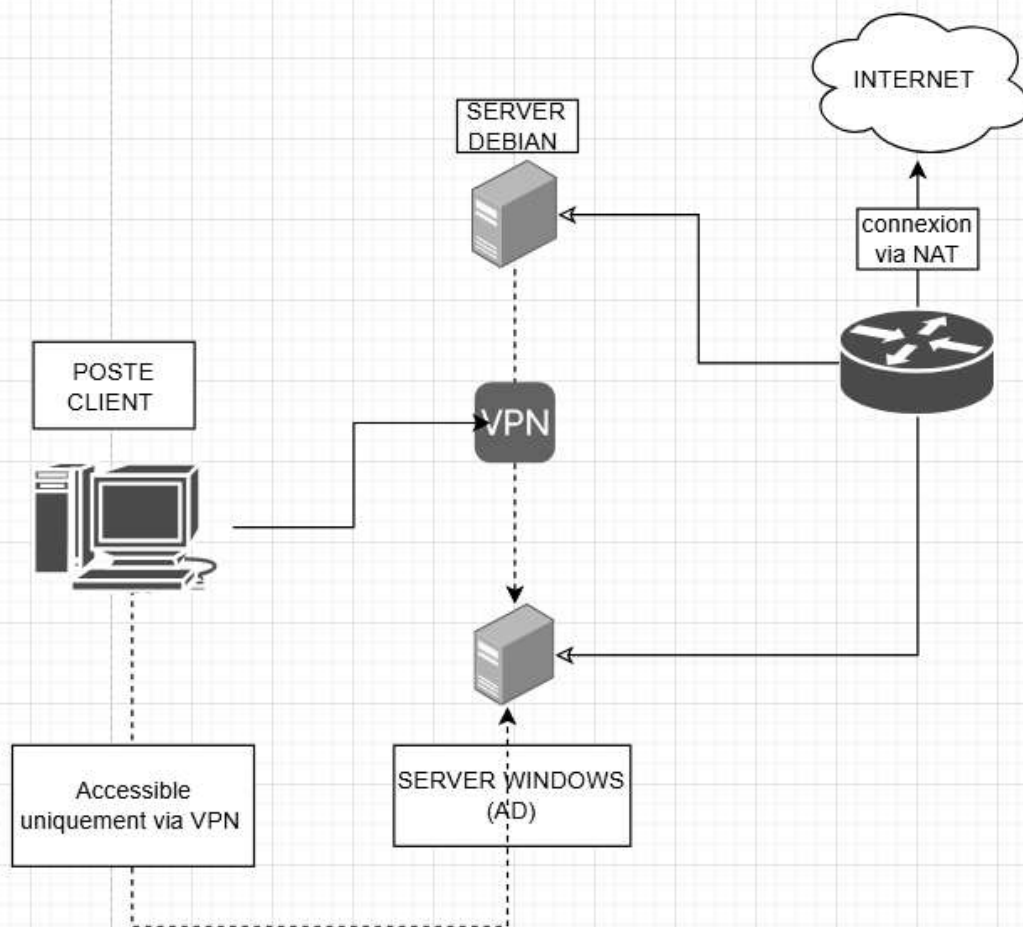 INTERNET
SERVER
DEBIAN
connexion
via NAT
POSTE
CLIENT
VPN
Accessible
uniquement via VPN
SERVER WINDOWS
(AD)